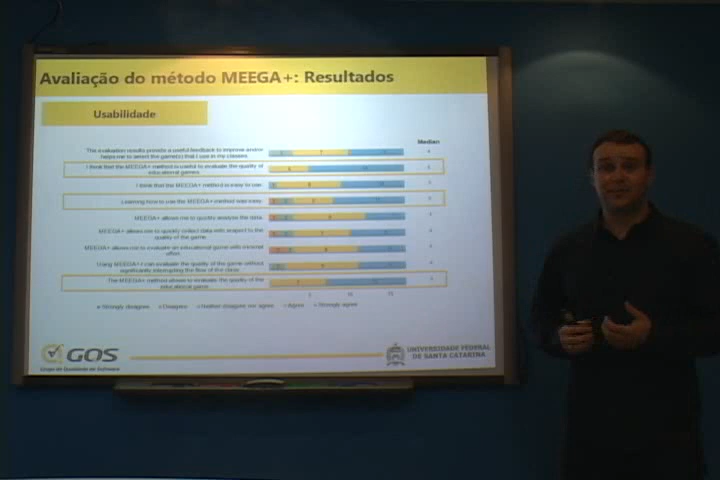 Avaliação do método MEEGA+: Resultados
Usabilidade
Median
The evaluation results provide a useful feedback to improve and/or
helps me to select the game(s) that I use in my classes.
I think that the MEEGA+ method is useful to evaluate the quality of
educational games.
I think that the MEEGA+ method is easy to use.
Learning how to use the MEEGA+ method was easy.
MEEGA+ allows me to quickly analyze the data.
MEEGA+ allows me to quickly collect data with respect to the
quality of the game.
MEEGA+ allows me to evaluate an educational game with minimal
effort.
Using MEEGA+ I can evaluate the quality of the game without
significantly interrupting the flow of the class.
The MEEGA+ method allows to evaluate the quality of the
educational game.
Strongly disagree Disagree Neither disagree nor agree Agree Strongly agree
GQS
Grupo de Qualidade de Software
UNIVERSIDADE FEDERAL
DE SANTA CATARINA